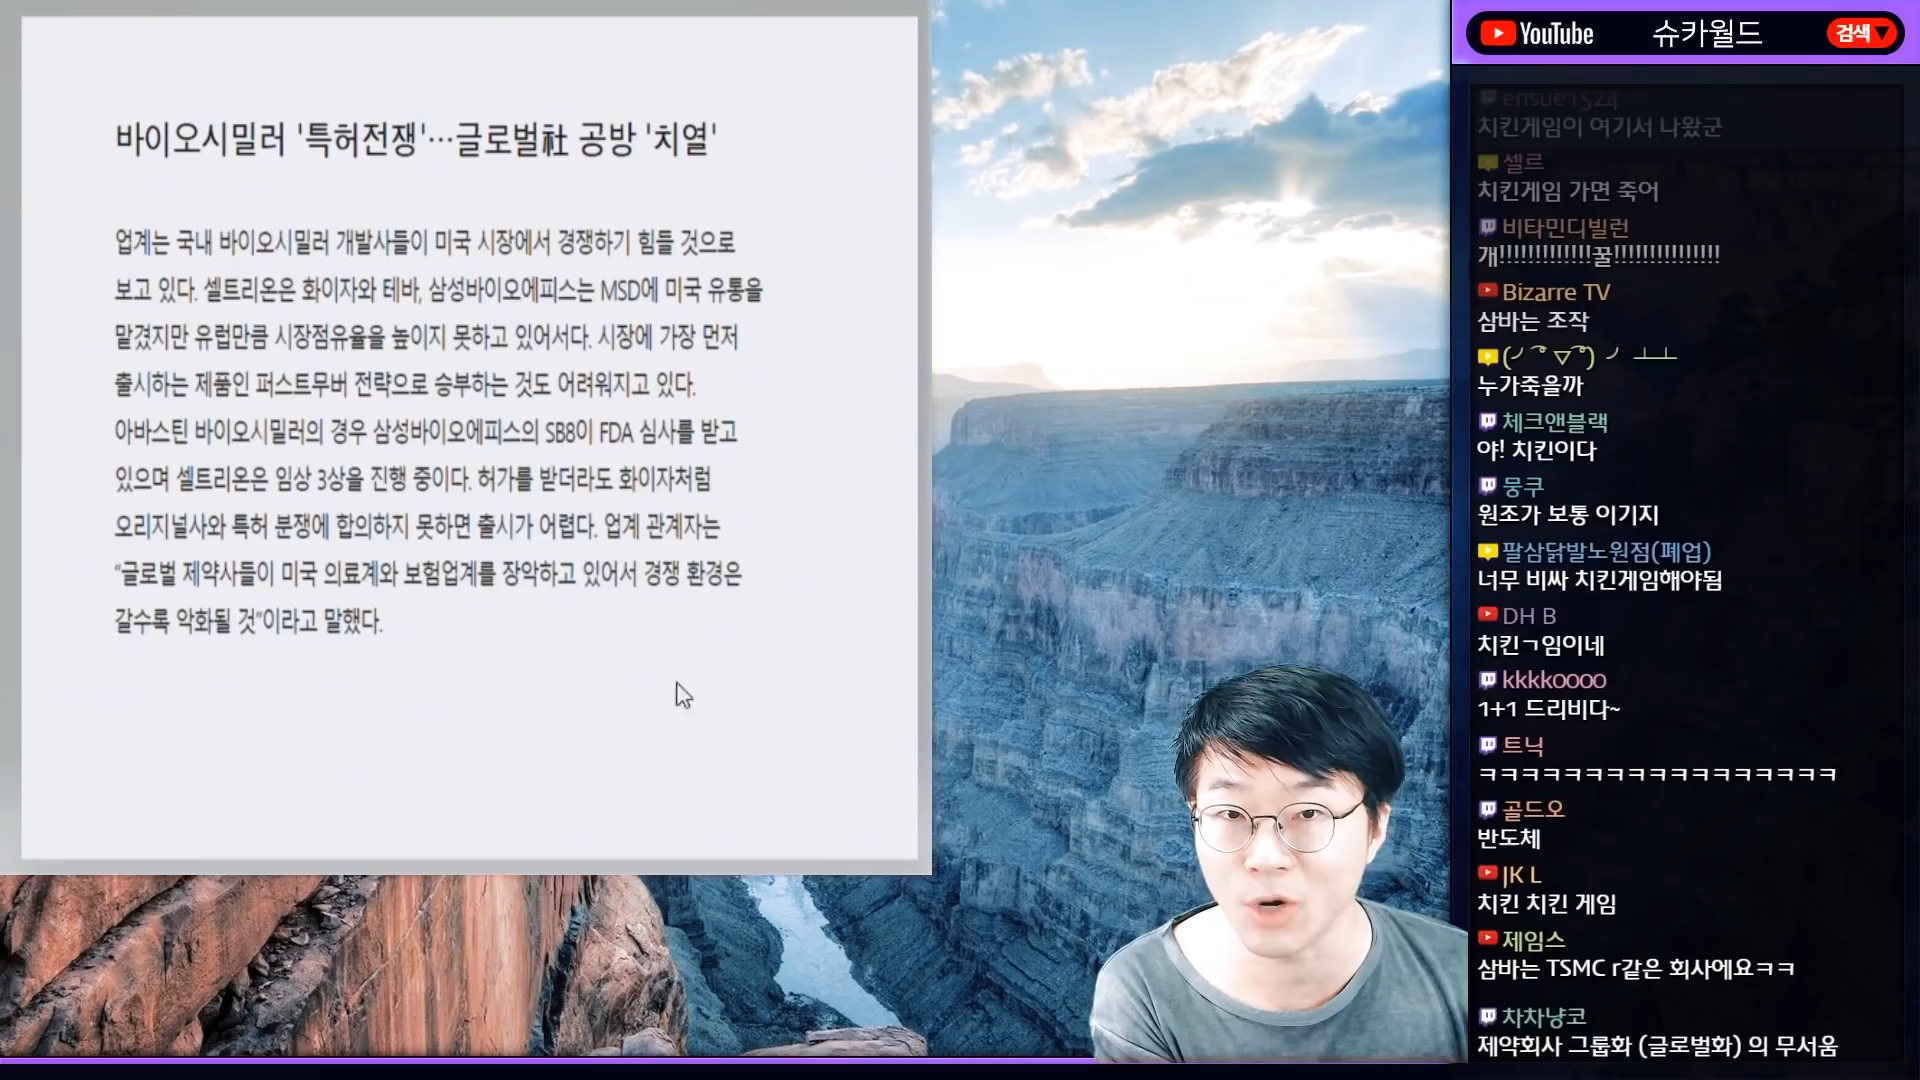 바이오시밀러 '특허전쟁'…글로벌社 공방 '치열'
업계는 국내 바이오시밀러 개발사들이 미국 시장에서 경쟁하기 힘들 것으로
보고 있다. 셀트리온은 화이자와 테바, 삼성바이오에피스는 MSD에 미국 유통을
맡겼지만 유럽만큼 시장점유율을 높이지 못하고 있어서다. 시장에 가장 먼저
출시하는 제품인 퍼스트무버 전략으로 승부하는 것도 어려워지고 있다.
아바스틴 바이오시밀러의 경우 삼성바이오에피스의 SB8이 FDA 심사를 받고
있으며 셀트리온은 임상 3상을 진행 중이다. 허가를 받더라도 화이자처럼
오리지널사와 특허 분쟁에 합의하지 못하면 출시가 어렵다. 업계 관계자는
"글로벌 제약사들이 미국 의료계와 보험업계를 장악하고 있어서 경쟁 환경은
갈수록 악화될 것"이라고 말했다.
YouTube 슈카월드 검색▼
ensue1524
치킨게임이 여기서 나왔군
셀르
치킨게임 가면 죽어
비타민디빌런
개!!!!!!!!!!!!!!꿀!!!!!!!!!!!!!!!!
Bizarre TV
삼바는 조작
누가죽을까
체크앤블랙
야! 치킨이다
뭉쿠
원조가 보통 이기지
팔삼닭발노원점(폐업)
너무 비싸 치킨게임해야됨
DH B
치킨ㄱ임이네
kkkkoooo
1+1 드리비다~
트닉
ㅋㅋㅋㅋㅋㅋㅋㅋㅋㅋㅋㅋㅋㅋㅋㅋㅋ
골드오
반도체
JK L
치킨 치킨 게임
제임스
삼바는 TSMC r같은 회사에요ㅋㅋ
차차냥코
제약회사 그룹화 (글로벌화) 의 무서움